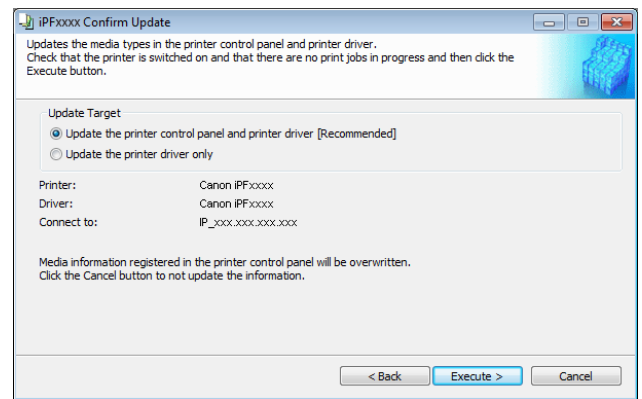 iPFxxxx Confirm Update
Updates the media types in the printer control panel and printer driver.
Check that the printer is switched on and that there are no print jobs in progress and then click the
Execute button.
Update Target
Update the printer control panel and printer driver [Recommended]
Update the printer driver only
Printer: Canon iPFxxxx
Driver: Canon iPFxxxx
Connect to: IP_xxx.xxx.xxx.xxx
Media information registered in the printer control panel will be overwritten.
Click the Cancel button to not update the information.
< Back Execute > Cancel